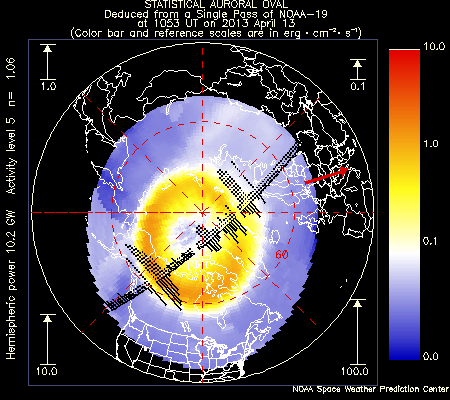 STATISTICAL AURORAL OVAL
Deduced from a Single Pass of NOAA-19
at 1053 UT on 2013 April 13
(Color bar and reference scales are in erg · cm⁻² · s⁻¹)
1.0
0.1
10.0
100.0
60
Hemispheric power 10.2 GW Activity level 5 n= 1.06
10.0
1.0
0.1
0.0
NOAA Space Weather Prediction Center